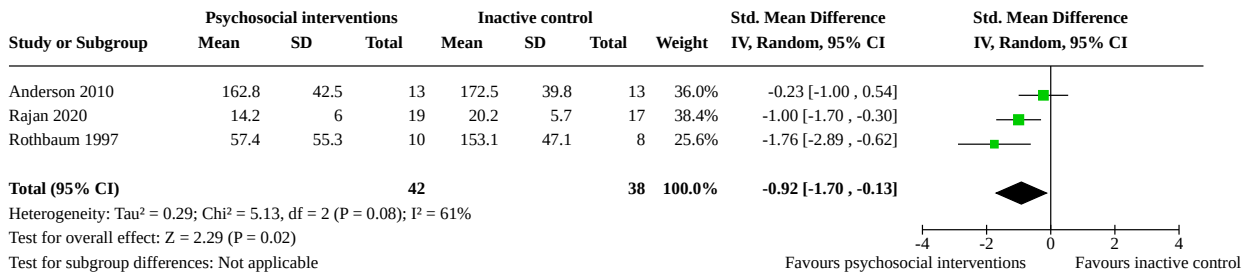 Psychosocial interventions Inactive control Std. Mean Difference Std. Mean Difference
Study or Subgroup Mean SD Total Mean SD Total Weight IV, Random, 95% CI IV, Random, 95% CI
Anderson 2010 162.8 42.5 13 172.5 39.8 13 36.0% -0.23 [-1.00 , 0.54]
Rajan 2020 14.2 6 19 20.2 5.7 17 38.4% -1.00 [-1.70 , -0.30]
Rothbaum 1997 57.4 55.3 10 153.1 47.1 8 25.6% -1.76 [-2.89 , -0.62]
Total (95% CI) 42 38 100.0% -0.92 [-1.70 , -0.13]
Heterogeneity: Tau² = 0.29; Chi² = 5.13, df = 2 (P = 0.08); I² = 61%
Test for overall effect: Z = 2.29 (P = 0.02) -4 -2 0 2 4
Test for subgroup differences: Not applicable Favours psychosocial interventions Favours inactive control